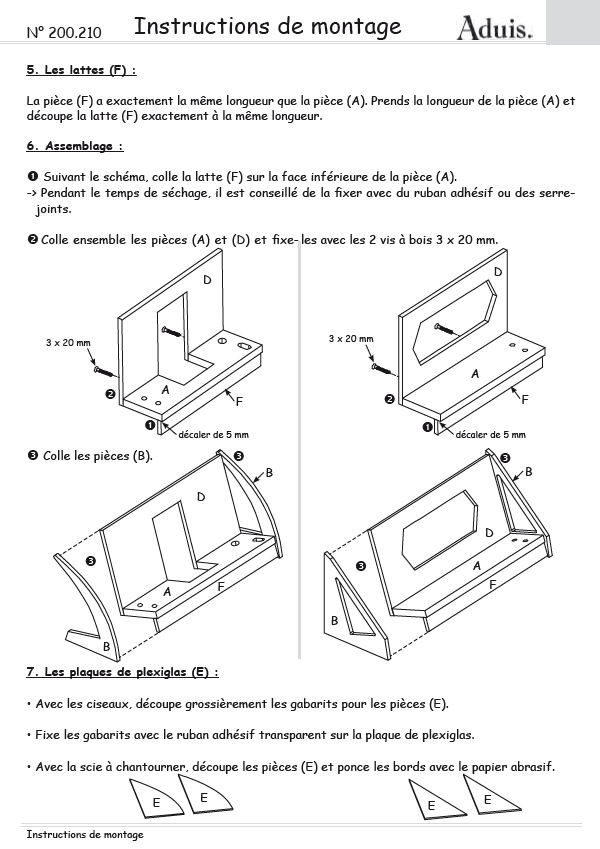 N° 200.210
Instructions de montage
Aduis.
5. Les lattes (F) :
La pièce (F) a exactement la même longueur que la pièce (A). Prends la longueur de la pièce (A) et
découpe la latte (F) exactement à la même longueur.
6. Assemblage :
❶ Suivant le schéma, colle la latte (F) sur la face inférieure de la pièce (A).
-> Pendant le temps de séchage, il est conseillé de la fixer avec du ruban adhésif ou des serre-
joints.
❷ Colle ensemble les pièces (A) et (D) et fixe-les avec les 2 vis à bois 3 x 20 mm.
D
3 x 20 mm
A
❷
F
❶
décaler de 5 mm
D
3 x 20 mm
A
❷
F
❶
décaler de 5 mm
❸ Colle les pièces (B).
❸
B
D
❸
A
F
B
❸
B
D
❸
A
F
B
7. Les plaques de plexiglas (E) :
• Avec les ciseaux, découpe grossièrement les gabarits pour les pièces (E).
• Fixe les gabarits avec le ruban adhésif transparent sur la plaque de plexiglas.
• Avec la scie à chantourner, découpe les pièces (E) et ponce les bords avec le papier abrasif.
E
E
E
E
Instructions de montage